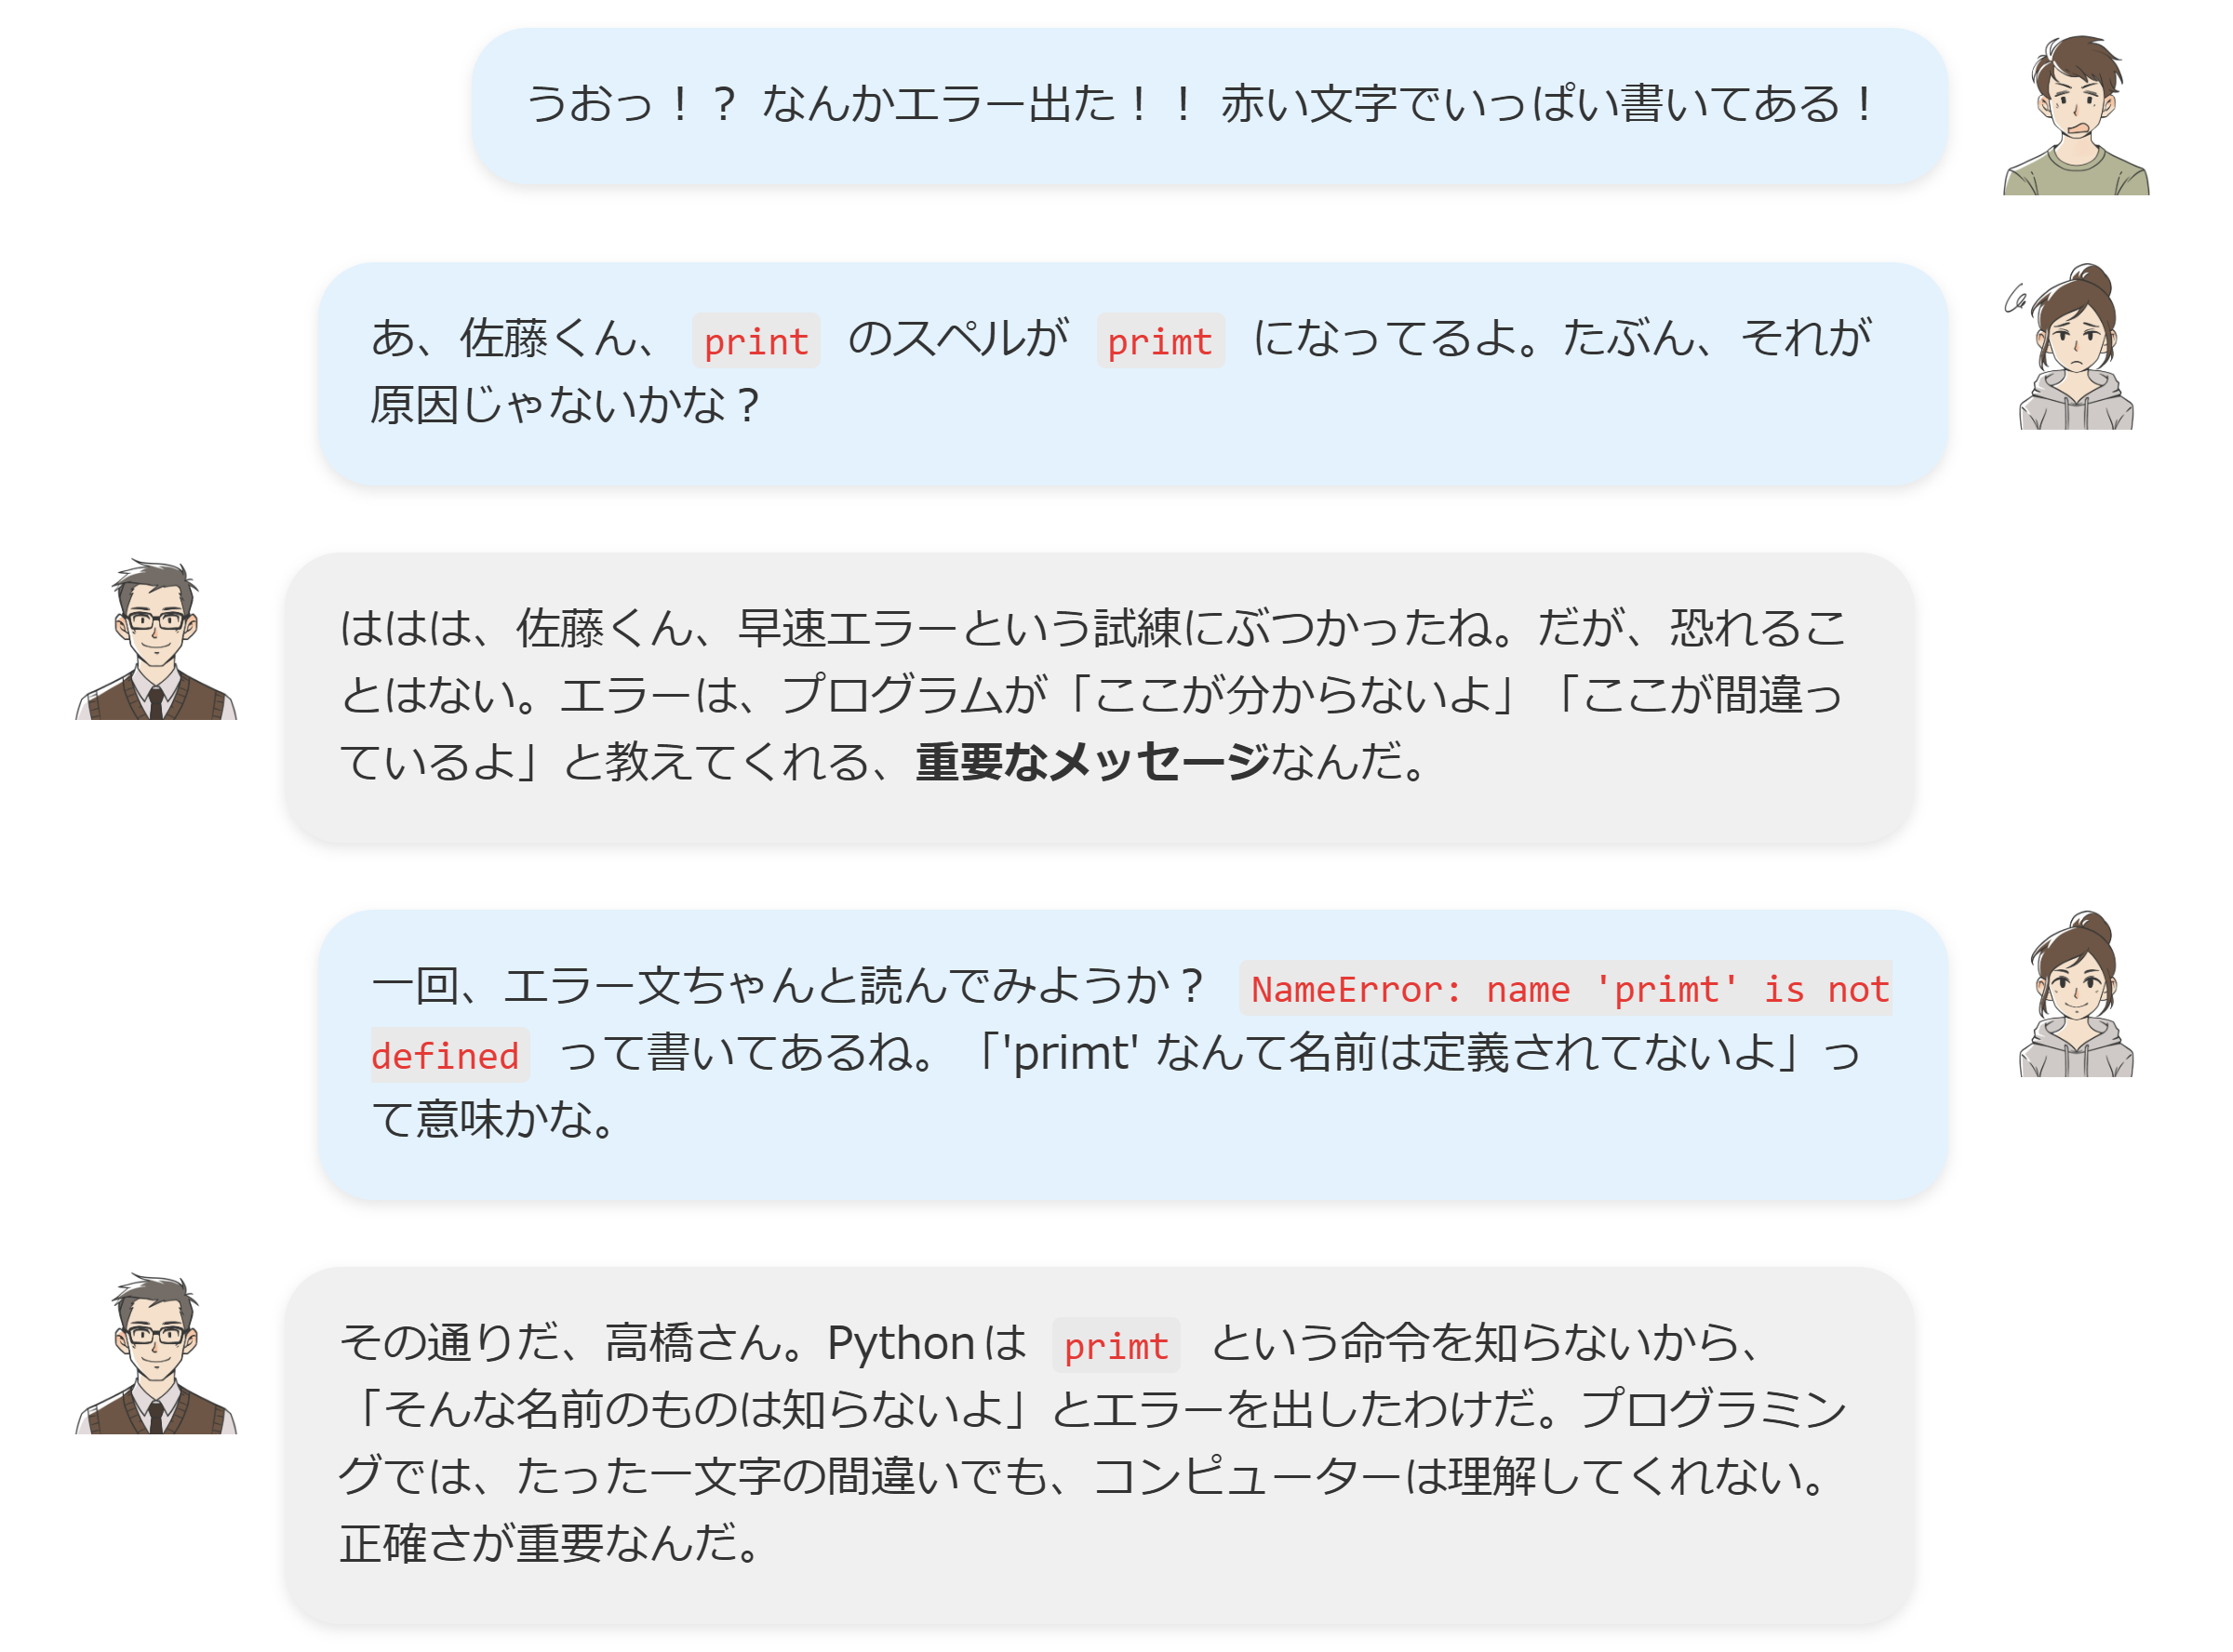 うおっ！？ なんかエラー出た！！ 赤い文字でいっぱい書いてある！
あ、佐藤くん、 print のスペルが primt になってるよ。たぶん、それが
原因じゃないかな？
ははは、佐藤くん、早速エラーという試練にぶつかったね。だが、恐れるこ
とはない。エラーは、プログラムが「ここが分からないよ」「ここが間違っ
ているよ」と教えてくれる、重要なメッセージなんだ。
一回、エラー文ちゃんと読んでみようか？ NameError: name 'primt' is not
defined って書いてあるね。「'primt' なんて名前は定義されてないよ」っ
て意味かな。
その通りだ、高橋さん。Pythonは primt という命令を知らないから、
「そんな名前のものは知らないよ」とエラーを出したわけだ。プログラミン
グでは、たった一文字の間違いでも、コンピューターは理解してくれない。
正確さが重要なんだ。